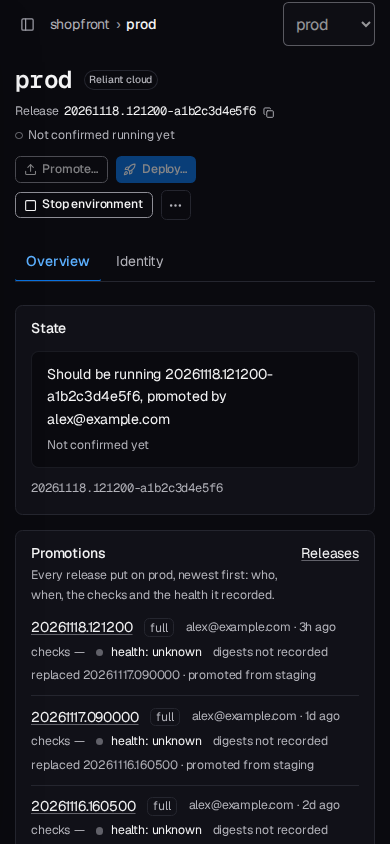 shopfront › prod
prod
prod
Reliant cloud
Release 20261118.121200-a1b2c3d4e5f6
Not confirmed running yet
Promote...
Deploy...
Stop environment
Overview
Identity
State
Should be running 20261118.121200-
a1b2c3d4e5f6, promoted by
alex@example.com
Not confirmed yet
20261118.121200-a1b2c3d4e5f6
Promotions
Releases
Every release put on prod, newest first: who,
when, the checks and the health it recorded.
20261118.121200 full alex@example.com · 3h ago
checks — health: unknown digests not recorded
replaced 20261117.090000 · promoted from staging
20261117.090000 full alex@example.com · 1d ago
checks — health: unknown digests not recorded
replaced 20261116.160500 · promoted from staging
20261116.160500 full alex@example.com · 2d ago
checks — health: unknown digests not recorded